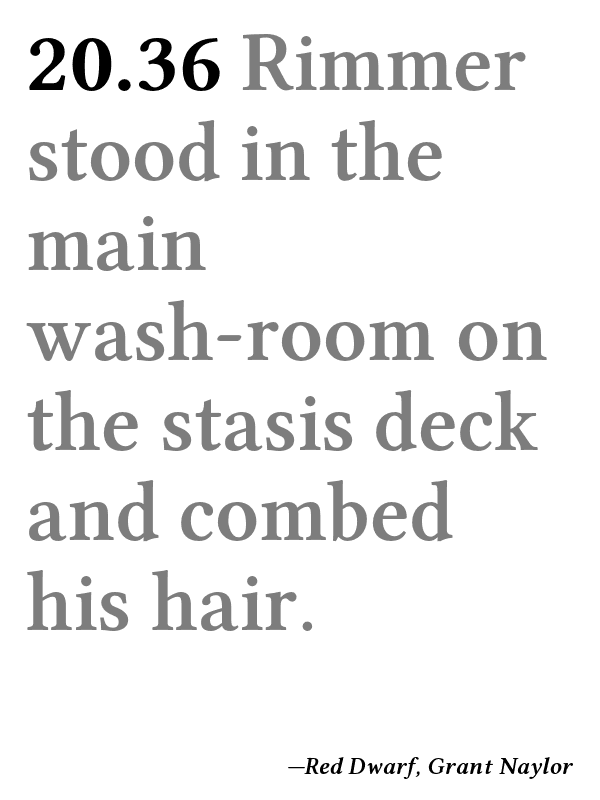 20.36 Rimmer
stood in the
main
wash-room on
the stasis deck
and combed
his hair.
—Red Dwarf, Grant Naylor